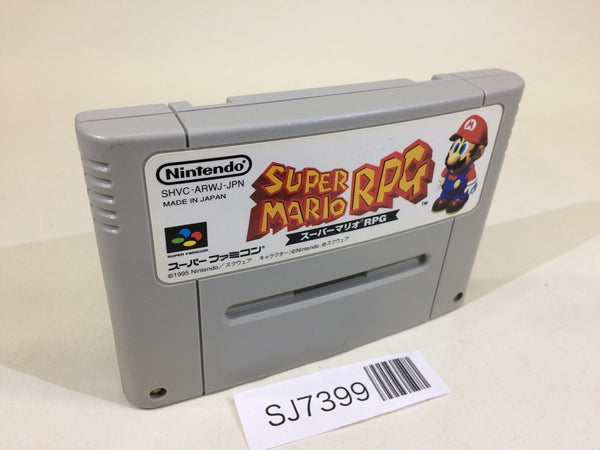 Nintendo
SHVC-ARWJ-JPN
MADE IN JAPAN
SUPER MARIO RPG
TM
スーパーマリオRPG
M
SUPER FAMICOM
スーパーファミコン
©1995 Nintendo/スクウェア キャラクター:©Nintendo ©スクウェア
SJ7399